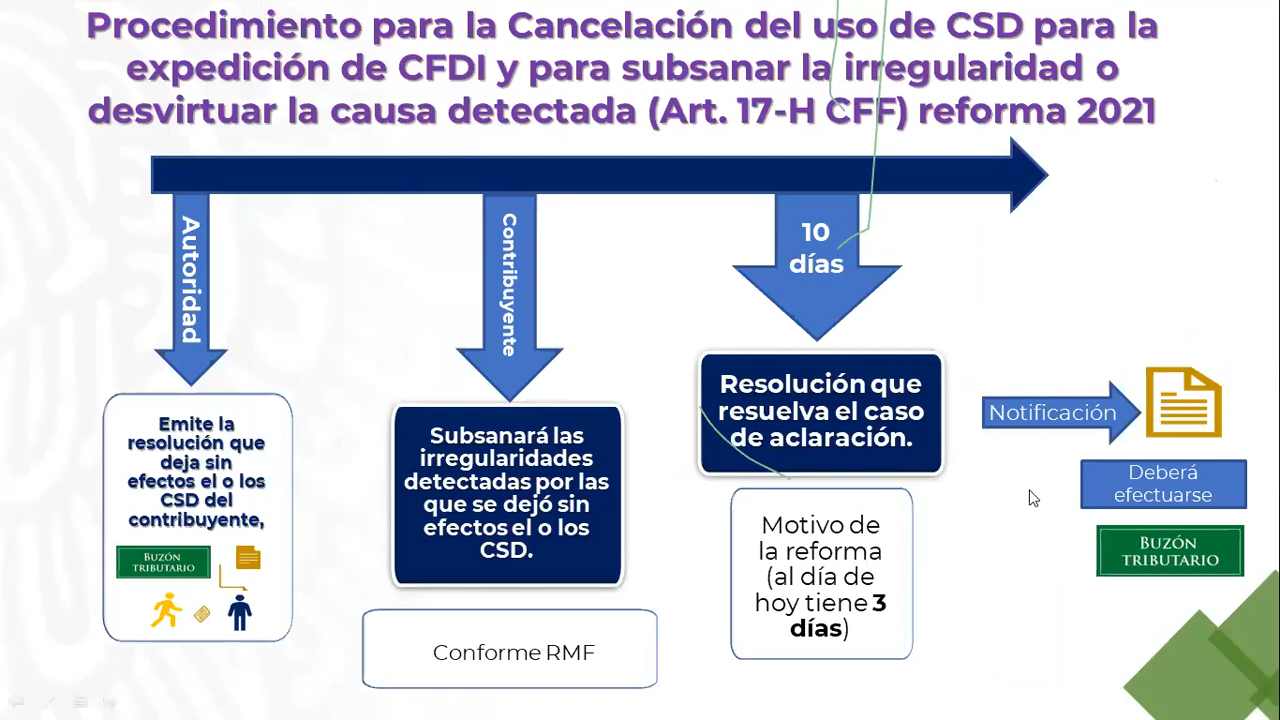 Procedimiento para la Cancelación del uso de CSD para la
expedición de CFDI y para subsanar la irregularidad o
desvirtuar la causa detectada (Art. 17-H CFF) reforma 2021
Autoridad
Emite la
resolución que
deja sin
efectos el o los
CSD del
contribuyente,
BUZÓN
TRIBUTARIO
Contribuyente
Subsanará las
irregularidades
detectadas por las
que se dejó sin
efectos el o los
CSD.
Conforme RMF
10
días
Resolución que
resuelva el caso
de aclaración.
Motivo de
la reforma
(al día de
hoy tiene 3
días)
Notificación
Deberá
efectuarse
BUZÓN
TRIBUTARIO